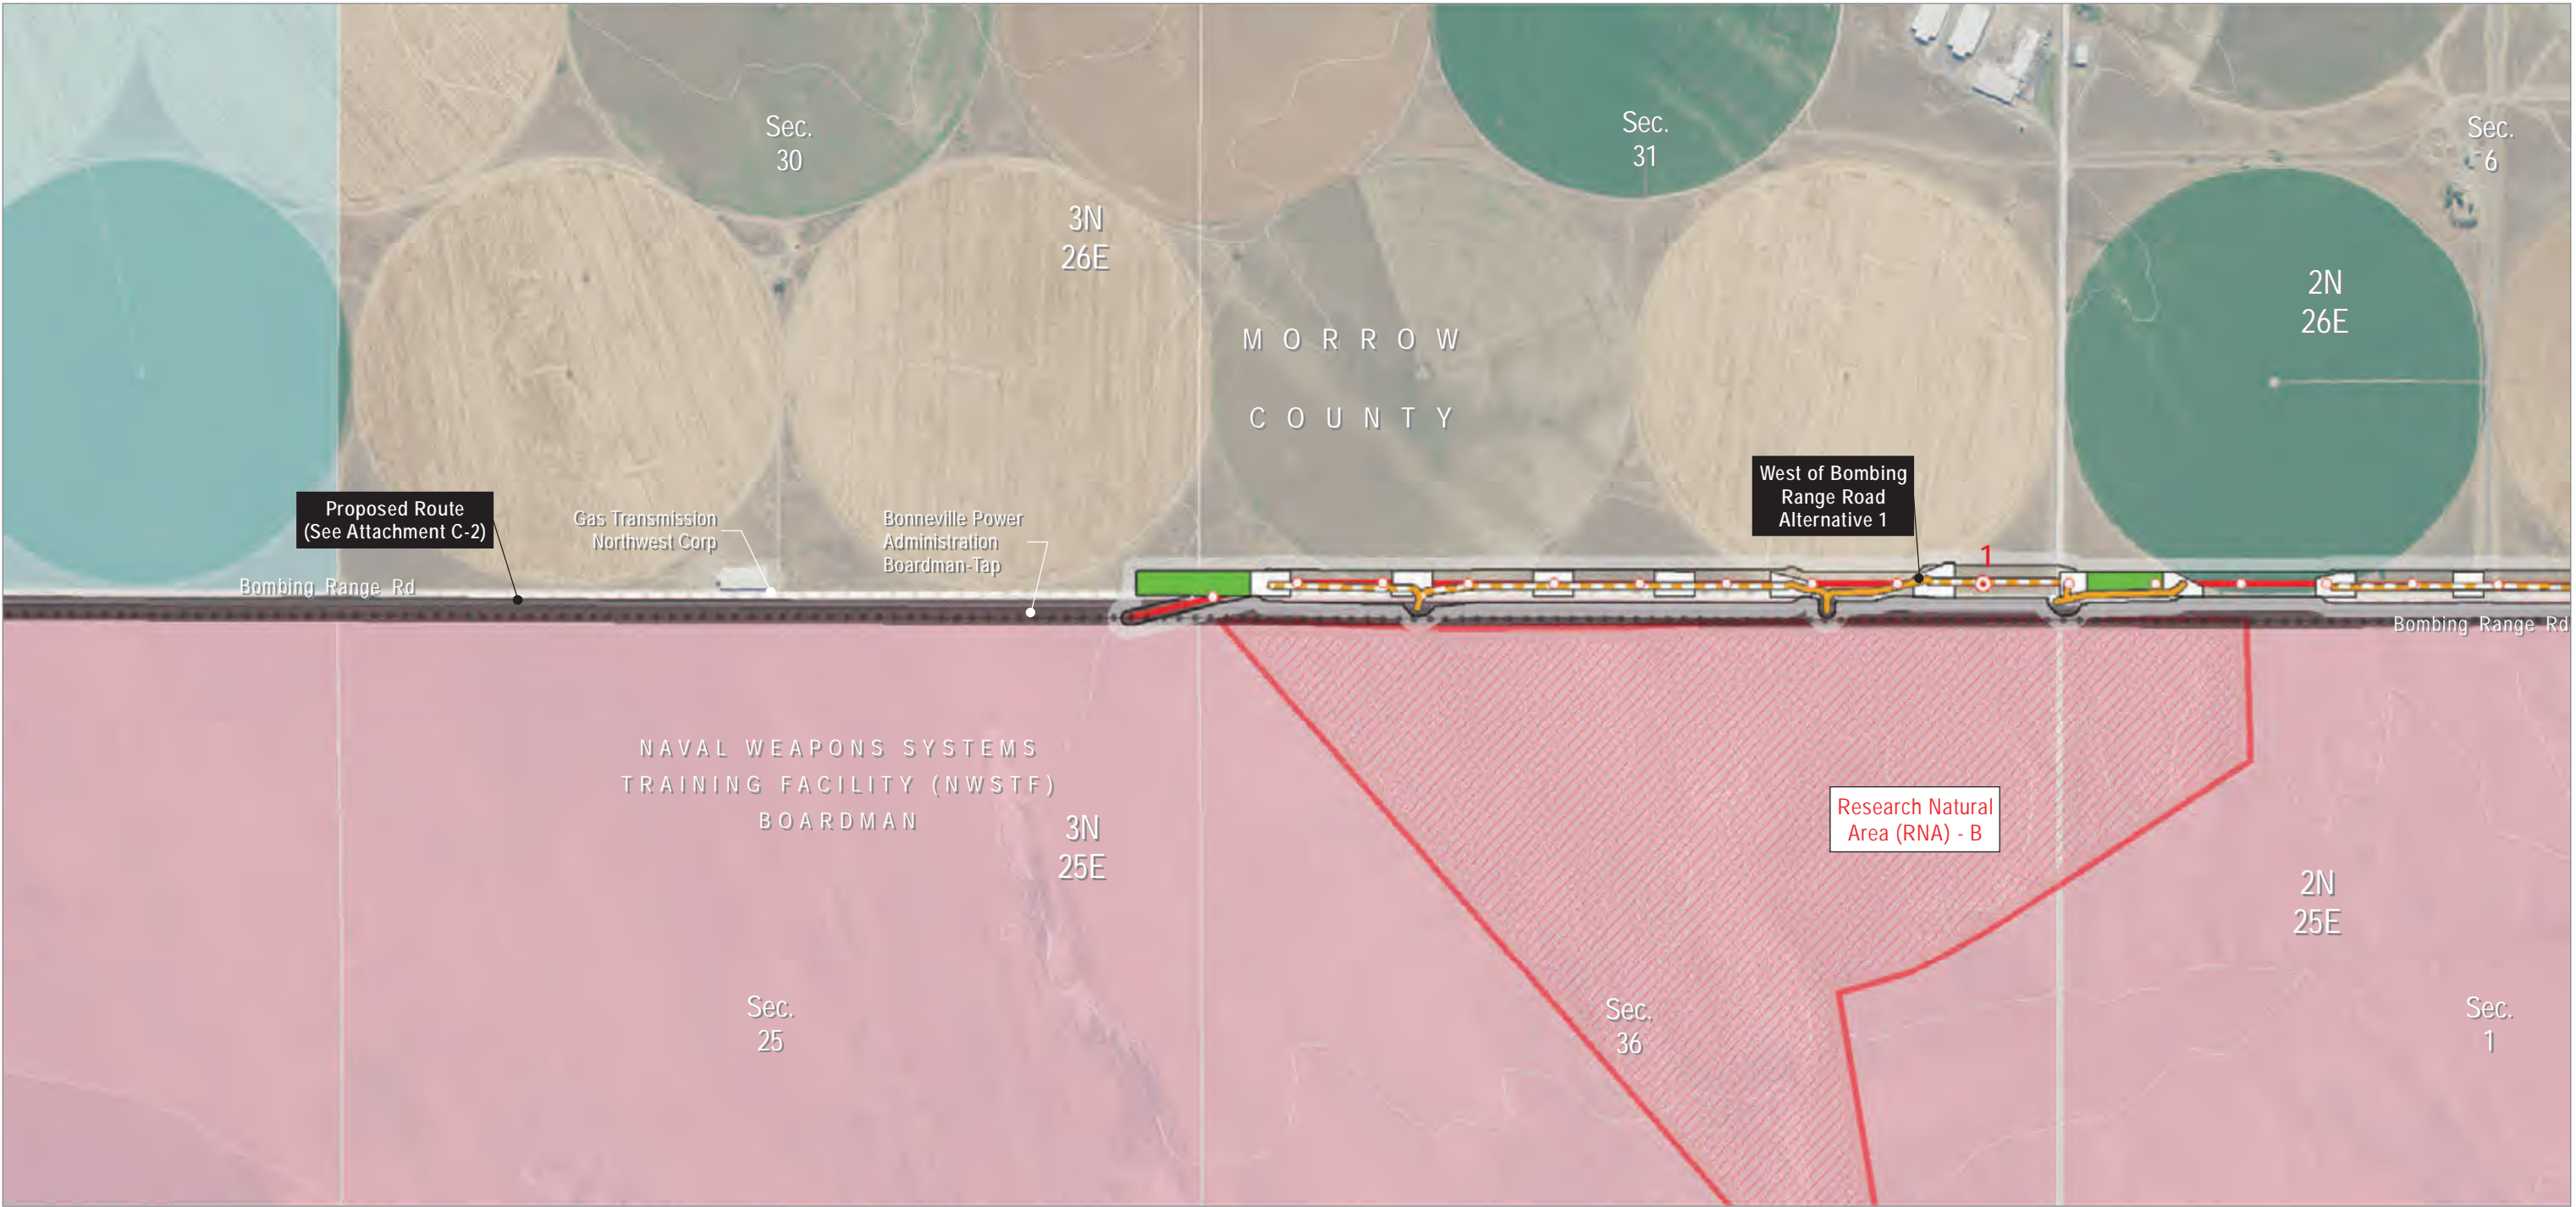 Sec.
30
Sec.
31
Sec.
6
3N
26E
2N
26E
MORROW
COUNTY
Proposed Route
(See Attachment C-2)
Gas Transmission
Northwest Corp
Bonneville Power
Administration
Boardman-Tap
West of Bombing
Range Road
Alternative 1
1
Bombing Range Rd
Bombing Range Rd
NAVAL WEAPONS SYSTEMS
TRAINING FACILITY (NWSTF)
BOARDMAN
3N
25E
Research Natural
Area (RNA) - B
2N
25E
Sec.
25
Sec.
36
Sec.
1